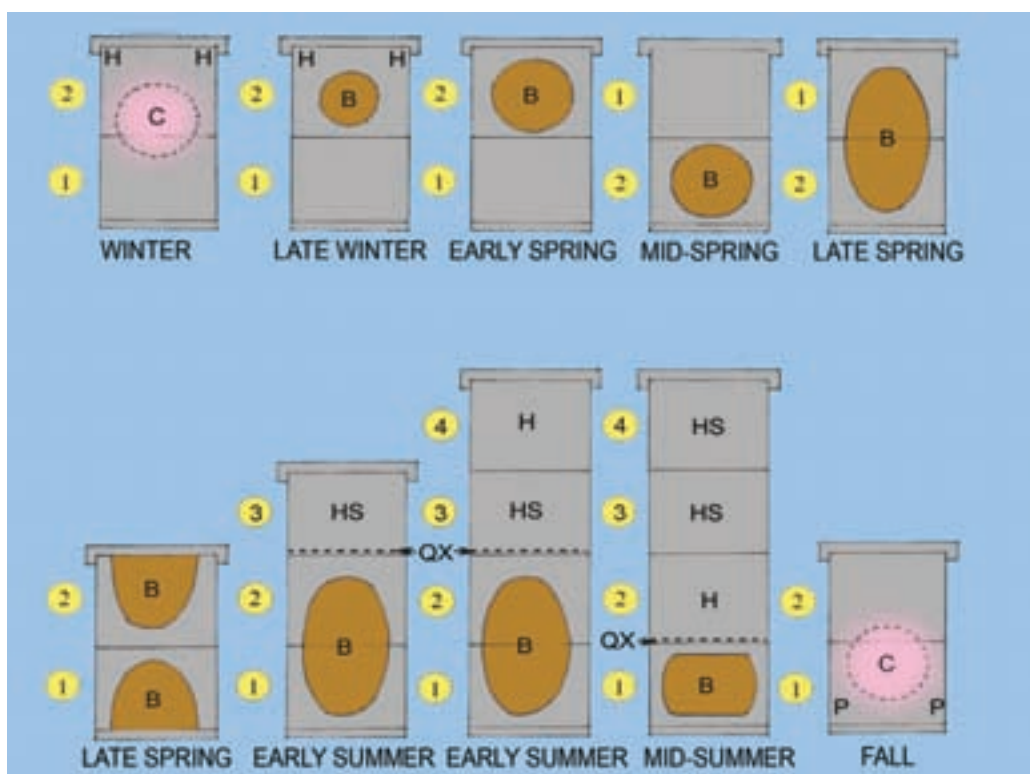 H H H H
2 C 2 B 2 B 1 1 B
1 1 1 2 B 2
WINTER LATE WINTER EARLY SPRING MID-SPRING LATE SPRING
4 H 4 HS
3 HS 3 HS 3 HS
QX
2 B 2 2 2 H 2
QX
B B C
1 B 1 1 1 B 1 P P
LATE SPRING EARLY SUMMER EARLY SUMMER MID-SUMMER FALL